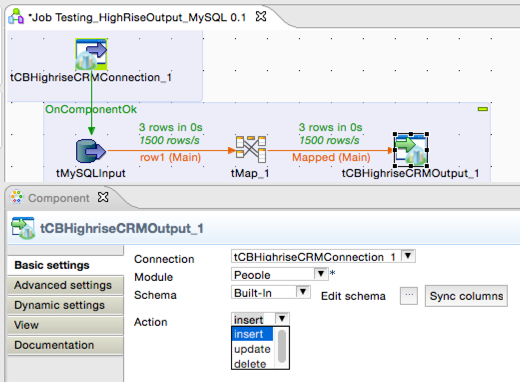 *Job Testing_HighRiseOutput_MySQL 0.1
tCBHighriseCRMConnection_1
OnComponentOk
3 rows in 0s
1500 rows/s
row1 (Main)
3 rows in 0s
1500 rows/s
Mapped (Main)
tMySQLInput
tMap_1
tCBHighriseCRMOutput_1
Component
tCBHighriseCRMOutput_1
Basic settings
Advanced settings
Dynamic settings
View
Documentation
Connection
tCBHighriseCRMConnection_1
Module
People
*
Schema
Built-In
Edit schema
...
Sync columns
Action
insert
insert
update
delete